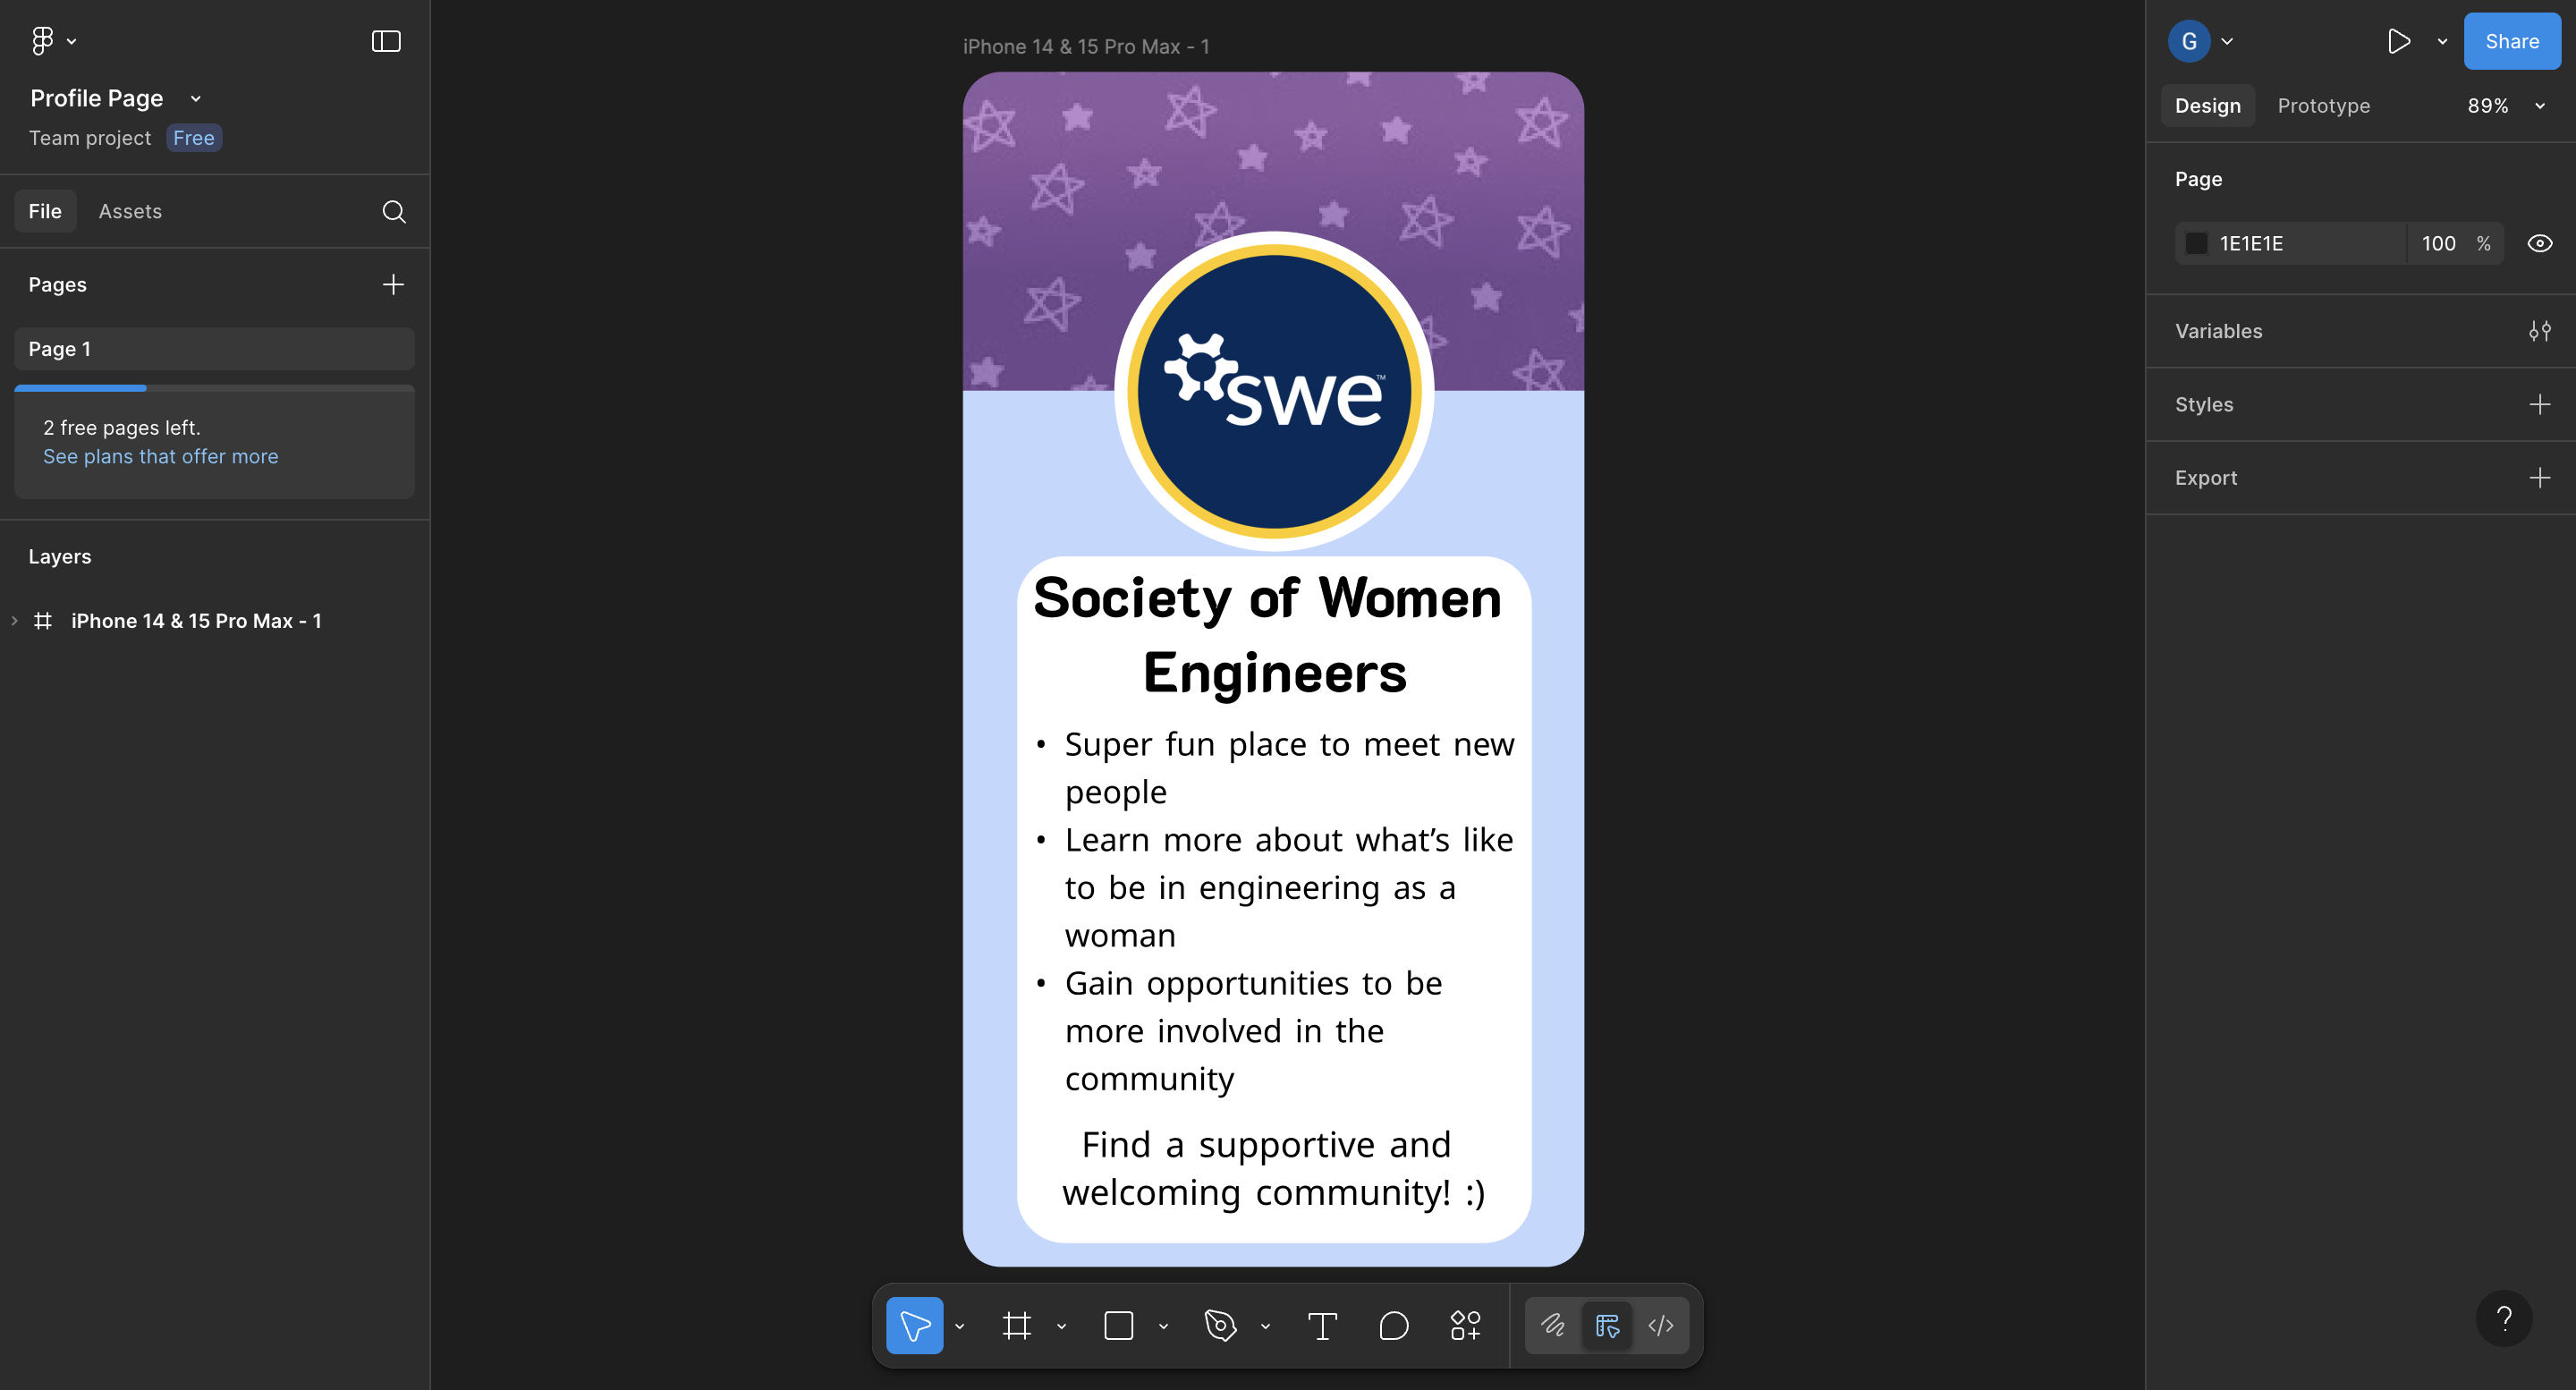 Profile Page
Team project Free
File Assets
Pages
Page 1
2 free pages left.
See plans that offer more
Layers
iPhone 14 & 15 Pro Max - 1
iPhone 14 & 15 Pro Max - 1
swe™
Society of Women
Engineers
• Super fun place to meet new
people
• Learn more about what’s like
to be in engineering as a
woman
• Gain opportunities to be
more involved in the
community
Find a supportive and
welcoming community! :)
G
Share
Design Prototype 89%
Page
1E1E1E 100 %
Variables
Styles
Export
?